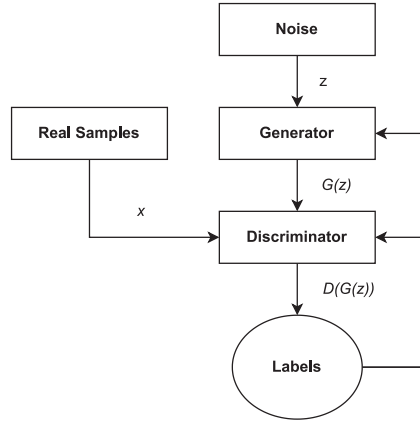 Noise
z
Real Samples
Generator
G(z)
x
Discriminator
D(G(z))
Labels